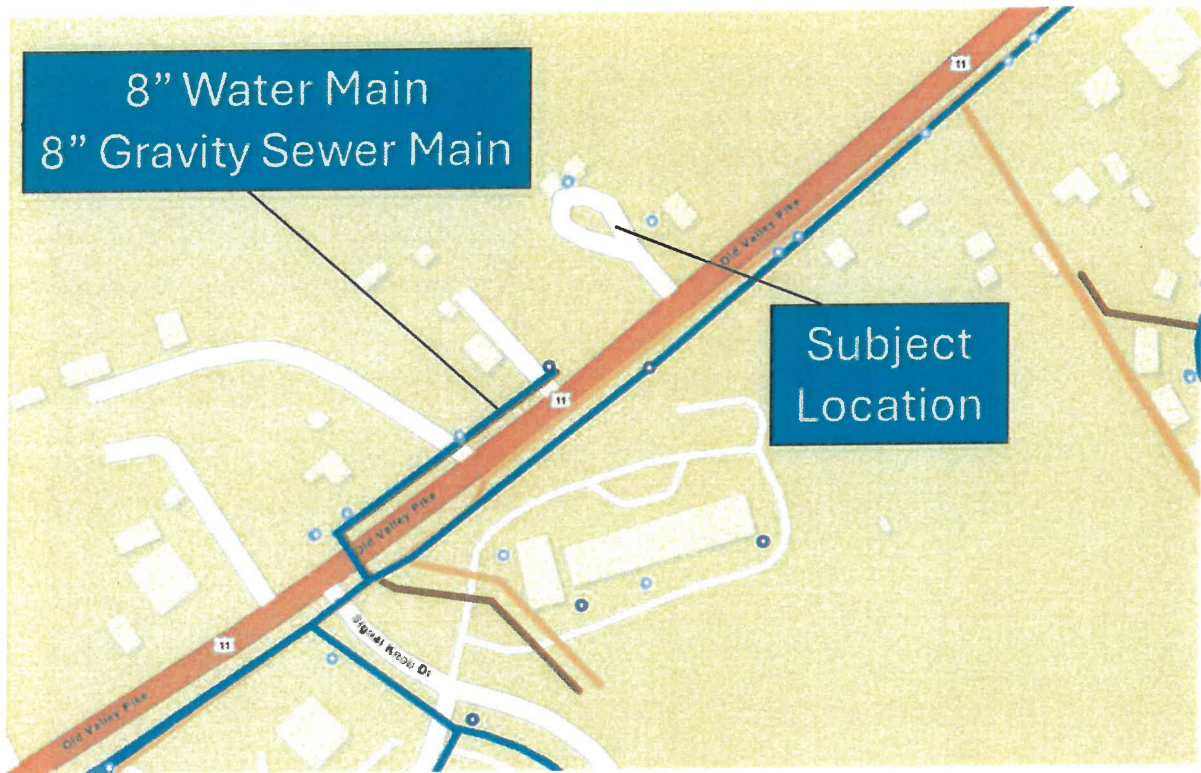 8” Water Main
8” Gravity Sewer Main
11
Old Valley Pike
Subject
Location
11
Old Valley Pike
Signal Knob Dr
11
Old Valley Pike